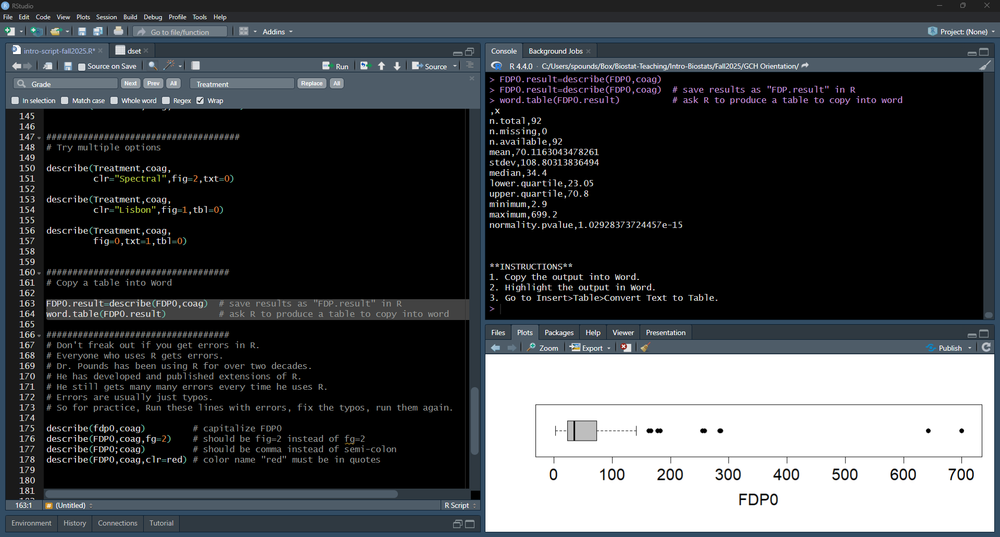 RStudio
File Edit Code View Plots Session Build Debug Profile Tools Help
Go to file/function Addins Project: (None)
intro-script-fall2025.R* dset
Source on Save Run Source
Grade Next Prev All Treatment Replace All
In selection Match case Whole word Regex Wrap
145
146
147 #####################################
148 # Try multiple options
149
150 describe(Treatment,coag,
151 clr="Spectral",fig=2,txt=0)
152
153 describe(Treatment,coag,
154 clr="Lisbon",fig=1,tbl=0)
155
156 describe(Treatment,coag,
157 fig=0,txt=1,tbl=0)
158
159
160 ###################################
161 # Copy a table into Word
162
163 FDP0.result=describe(FDP0,coag) # save results as "FDP.result" in R
164 word.table(FDP0.result) # ask R to produce a table to copy into word
165
166 ###################################
167 # Don't freak out if you get errors in R.
168 # Everyone who uses R gets errors.
169 # Dr. Pounds has been using R for over two decades.
170 # He has developed and published extensions of R.
171 # He still gets many many errors every time he uses R.
172 # Errors are usually just typos.
173 # So for practice, Run these lines with errors, fix the typos, run them again.
174
175 describe(fdp0,coag) # capitalize FDP0
176 describe(FDP0,coag,fg=2) # should be fig=2 instead of fg=2
177 describe(FDP0;coag) # should be comma instead of semi-colon
178 describe(FDP0,coag,clr=red) # color name "red" must be in quotes
179
180
181
163:1 (Untitled) R Script
Environment History Connections Tutorial
Console Background Jobs
R 4.4.0 · C:/Users/spounds/Box/Biostat-Teaching/Intro-Biostats/Fall2025/GCH Orientation/
> FDP0.result=describe(FDP0,coag)
> FDP0.result=describe(FDP0,coag) # save results as "FDP.result" in R
> word.table(FDP0.result) # ask R to produce a table to copy into word
,x
n.total,92
n.missing,0
n.available,92
mean,70.1163043478261
stdev,108.80313836494
median,34.4
lower.quartile,23.05
upper.quartile,70.8
minimum,2.9
maximum,699.2
normality.pvalue,1.02928373724457e-15
**INSTRUCTIONS**
1. Copy the output into Word.
2. Highlight the output in Word.
3. Go to Insert>Table>Convert Text to Table.
>
Files Plots Packages Help Viewer Presentation
Zoom Export Publish
0 100 200 300 400 500 600 700
FDP0